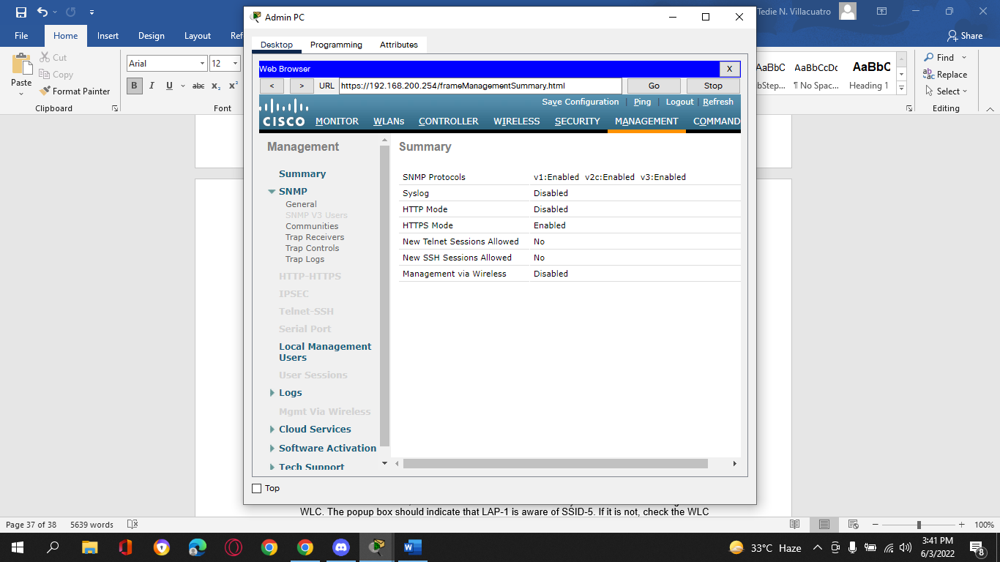 Admin PC
Tedie N. Villacuatro
File Home Insert Design Layout Ref
Share
Desktop Programming Attributes
Cut
Copy
Format Painter
Paste
Clipboard
Arial 12
B I U abc x₂ x²
Font
AaBbC AaBbCcDc AaBbC
bStep... ¶ No Spac... Heading 1
Find
Replace
Select
Editing
Web Browser X
< > URL https://192.168.200.254/frameManagementSummary.html Go Stop
Save Configuration | Ping | Logout | Refresh
CISCO MONITOR WLANs CONTROLLER WIRELESS SECURITY MANAGEMENT COMMAND
Management
Summary
SNMP
General
SNMP V3 Users
Communities
Trap Receivers
Trap Controls
Trap Logs
HTTP-HTTPS
IPSEC
Telnet-SSH
Serial Port
Local Management
Users
User Sessions
Logs
Mgmt Via Wireless
Cloud Services
Software Activation
Tech Support
Summary
SNMP Protocols v1:Enabled v2c:Enabled v3:Enabled
Syslog Disabled
HTTP Mode Disabled
HTTPS Mode Enabled
New Telnet Sessions Allowed No
New SSH Sessions Allowed No
Management via Wireless Disabled
Top
WLC. The popup box should indicate that LAP-1 is aware of SSID-5. If it is not, check the WLC
Page 37 of 38 5639 words
100%
33°C Haze
3:41 PM
6/3/2022
8